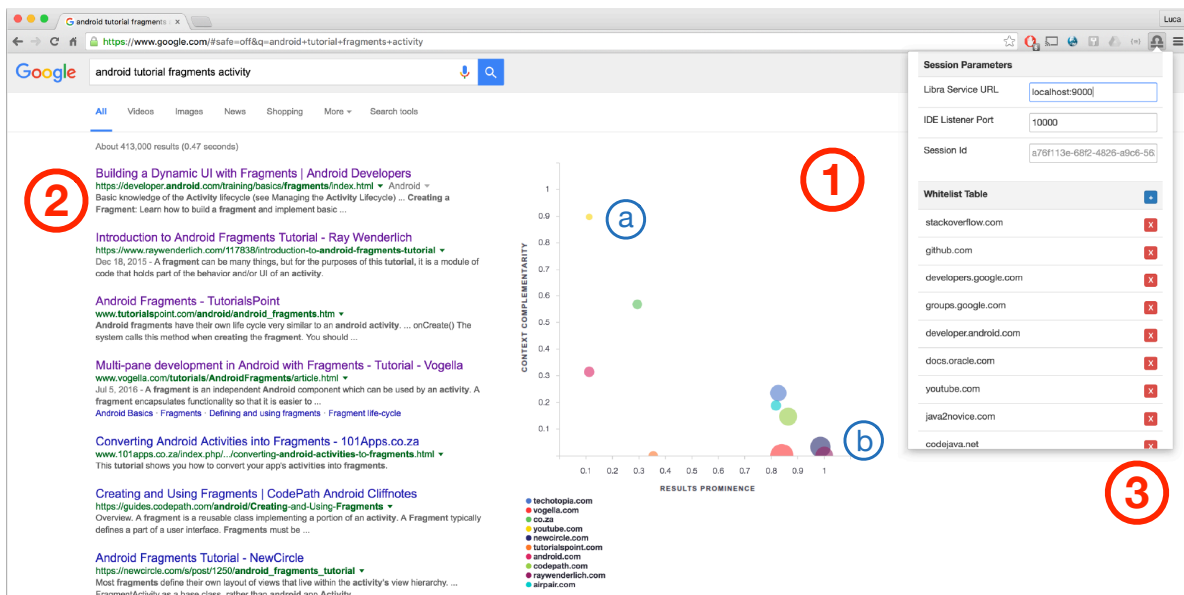 Luca
android tutorial fragments a ×
https://www.google.com/#safe=off&q=android+tutorial+fragments+activity
Google
android tutorial fragments activity
All Videos Images News Shopping More Search tools
About 413,000 results (0.47 seconds)
2
Building a Dynamic UI with Fragments | Android Developers
https://developer.android.com/training/basics/fragments/index.html Android
Basic knowledge of the Activity lifecycle (see Managing the Activity Lifecycle) ... Creating a
Fragment: Learn how to build a fragment and implement basic ...
Introduction to Android Fragments Tutorial - Ray Wenderlich
https://www.raywenderlich.com/117838/introduction-to-android-fragments-tutorial
Dec 18, 2015 - A fragment can be many things, but for the purposes of this tutorial, it is a module of
code that holds part of the behavior and/or UI of an activity.
Android Fragments - TutorialsPoint
www.tutorialspoint.com/android/android_fragments.htm
Android fragments have their own life cycle very similar to an android activity. ... onCreate() The
system calls this method when creating the fragment. You should ...
Multi-pane development in Android with Fragments - Tutorial - Vogella
www.vogella.com/tutorials/AndroidFragments/article.html
Jul 5, 2016 - A fragment is an independent Android component which can be used by an activity. A
fragment encapsulates functionality so that it is easier to ...
Android Basics · Fragments · Defining and using fragments · Fragment life-cycle
Converting Android Activities into Fragments - 101Apps.co.za
www.101apps.co.za/index.php/.../converting-android-activities-to-fragments.html
This tutorial shows you how to convert your app's activities into fragments.
Creating and Using Fragments | CodePath Android Cliffnotes
https://guides.codepath.com/android/Creating-and-Using-Fragments
Overview. A fragment is a reusable class implementing a portion of an activity. A Fragment typically
defines a part of a user interface. Fragments must be ...
Android Fragments Tutorial - NewCircle
https://newcircle.com/s/post/1250/android_fragments_tutorial
Most fragments define their own layout of views that live within the activity's view hierarchy. ...
FragmentActivity as a base class, rather than android.app.Activity
1
a
b
CONTEXT COMPLEMENTARITY
1
0.9
0.8
0.7
0.6
0.5
0.4
0.3
0.2
0.1
0.1 0.2 0.3 0.4 0.5 0.6 0.7 0.8 0.9 1
RESULTS PROMINENCE
techotopia.com
vogella.com
co.za
youtube.com
newcircle.com
tutorialspoint.com
android.com
codepath.com
raywenderlich.com
airpair.com
Session Parameters
Libra Service URL localhost:9000
IDE Listener Port 10000
Session Id a76f113e-68f2-4826-a9c6-56
Whitelist Table +
stackoverflow.com X
github.com X
developers.google.com X
groups.google.com X
developer.android.com X
docs.oracle.com X
youtube.com X
java2novice.com X
codejava.net X
3